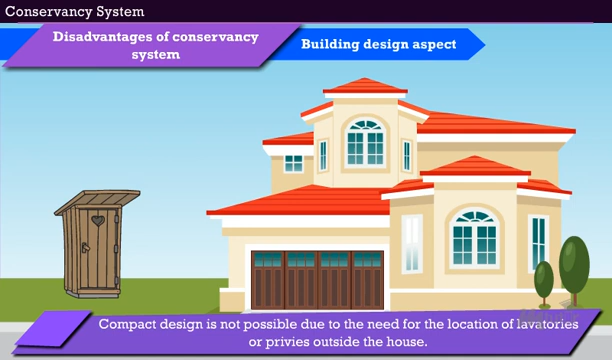 Conservancy System
Disadvantages of conservancy
system
Building design aspect
Compact design is not possible due to the need for the location of lavatories
or privies outside the house.